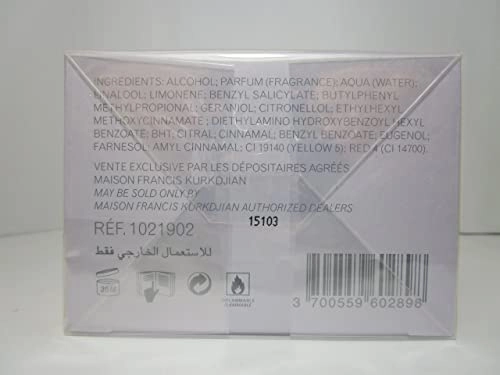 INGREDIENTS: ALCOHOL; PARFUM (FRAGRANCE); AQUA (WATER);
LINALOOL; LIMONENE; BENZYL SALICYLATE; BUTYLPHENYL
METHYLPROPIONAL; GERANIOL; CITRONELLOL; ETHYLHEXYL
METHOXYCINNAMATE; DIETHYLAMINO HYDROXYBENZOYL HEXYL
BENZOATE; BHT; CITRAL; CINNAMAL; BENZYL BENZOATE; EUGENOL;
FARNESOL; AMYL CINNAMAL; CI 19140 (YELLOW 5); RED 4 (CI 14700).
VENTE EXCLUSIVE PAR LES DÉPOSITAIRES AGRÉÉS
MAISON FRANCIS KURKDJIAN
MAY BE SOLD ONLY BY
MAISON FRANCIS KURKDJIAN AUTHORIZED DEALERS
15103
RÉF. 1021902
للاستعمال الخارجي فقط
INFLAMMABLE
FLAMMABLE
3 700559 602898